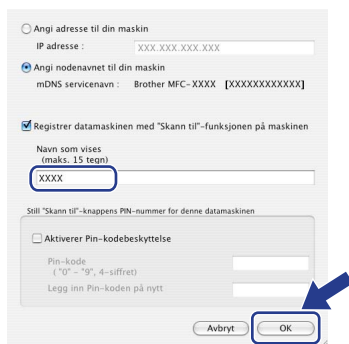 Angi adresse til din maskin
IP adresse : XXX.XXX.XXX.XXX
Angi nodenavnet til din maskin
mDNS servicenavn : Brother MFC-XXXX [XXXXXXXXXXXX]
Registrer datamaskinen med "Skann til"-funksjonen på maskinen
Navn som vises
(maks. 15 tegn)
XXXX
Still "Skann til"-knappens PIN-nummer for denne datamaskinen
Aktiverer Pin-kodebeskyttelse
Pin-kode
( "0" - "9", 4-siffret)
Legg inn Pin-koden på nytt
Avbryt OK